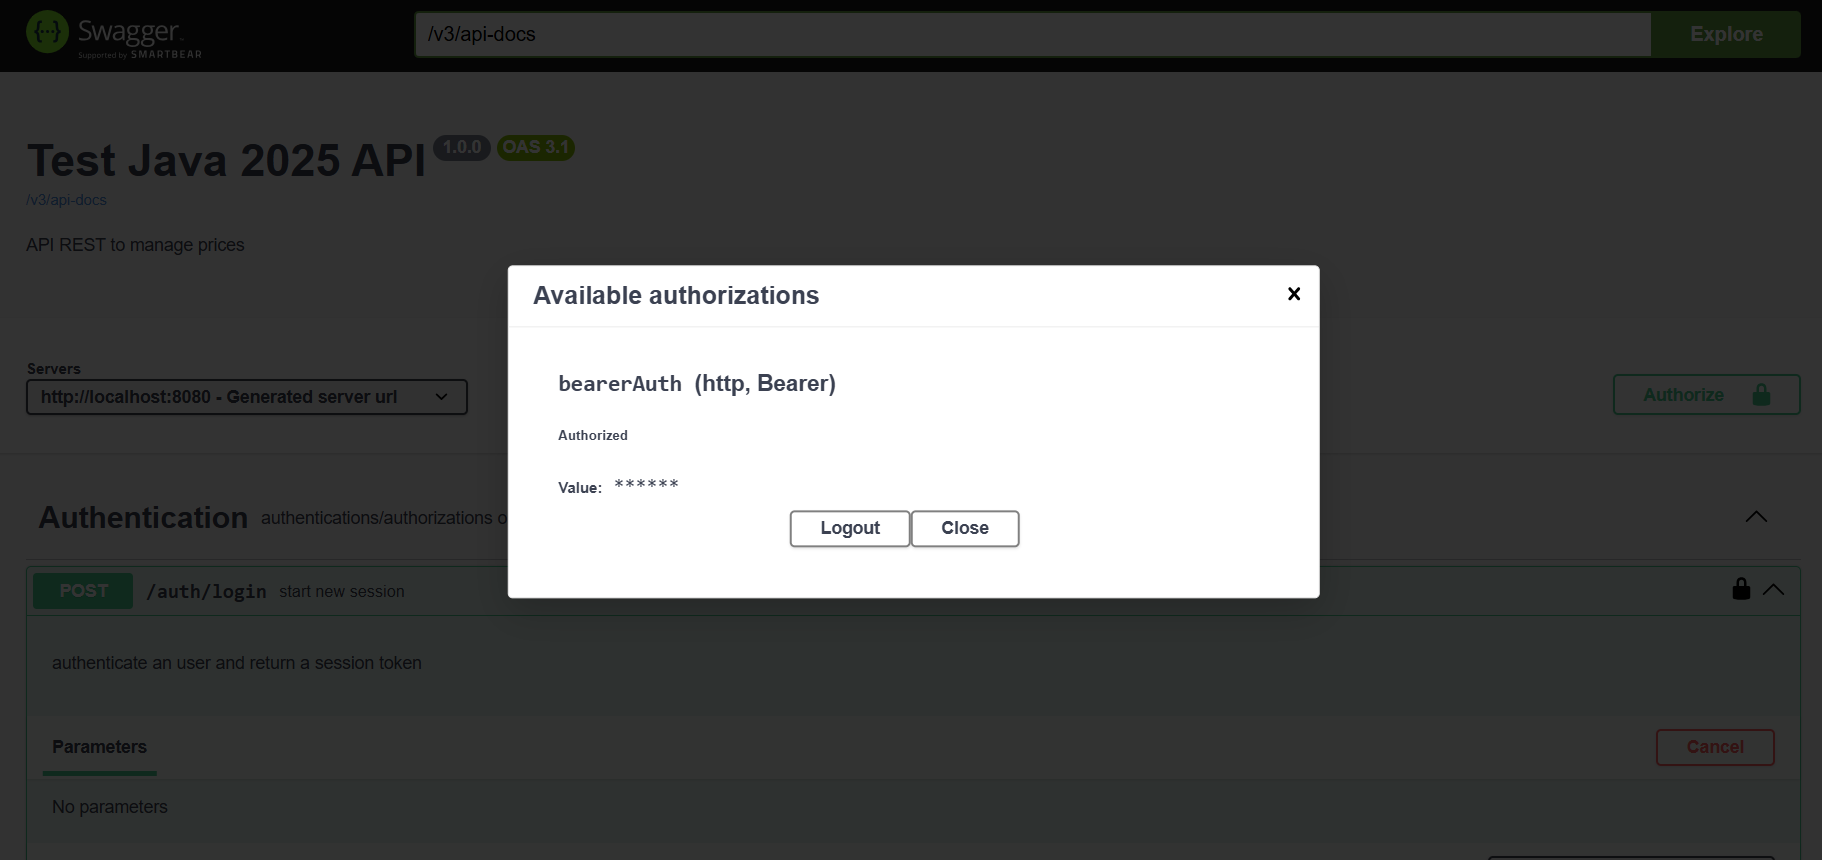 {···} Swagger
Supported by SMARTBEAR
/v3/api-docs
Explore
Test Java 2025 API 1.0.0 OAS 3.1
/v3/api-docs
API REST to manage prices
Available authorizations
bearerAuth (http, Bearer)
Authorized
Value: ******
Logout Close
Servers
http://localhost:8080 - Generated server url
Authorize
Authentication authentications/authorizations o
POST /auth/login start new session
authenticate an user and return a session token
Parameters
Cancel
No parameters